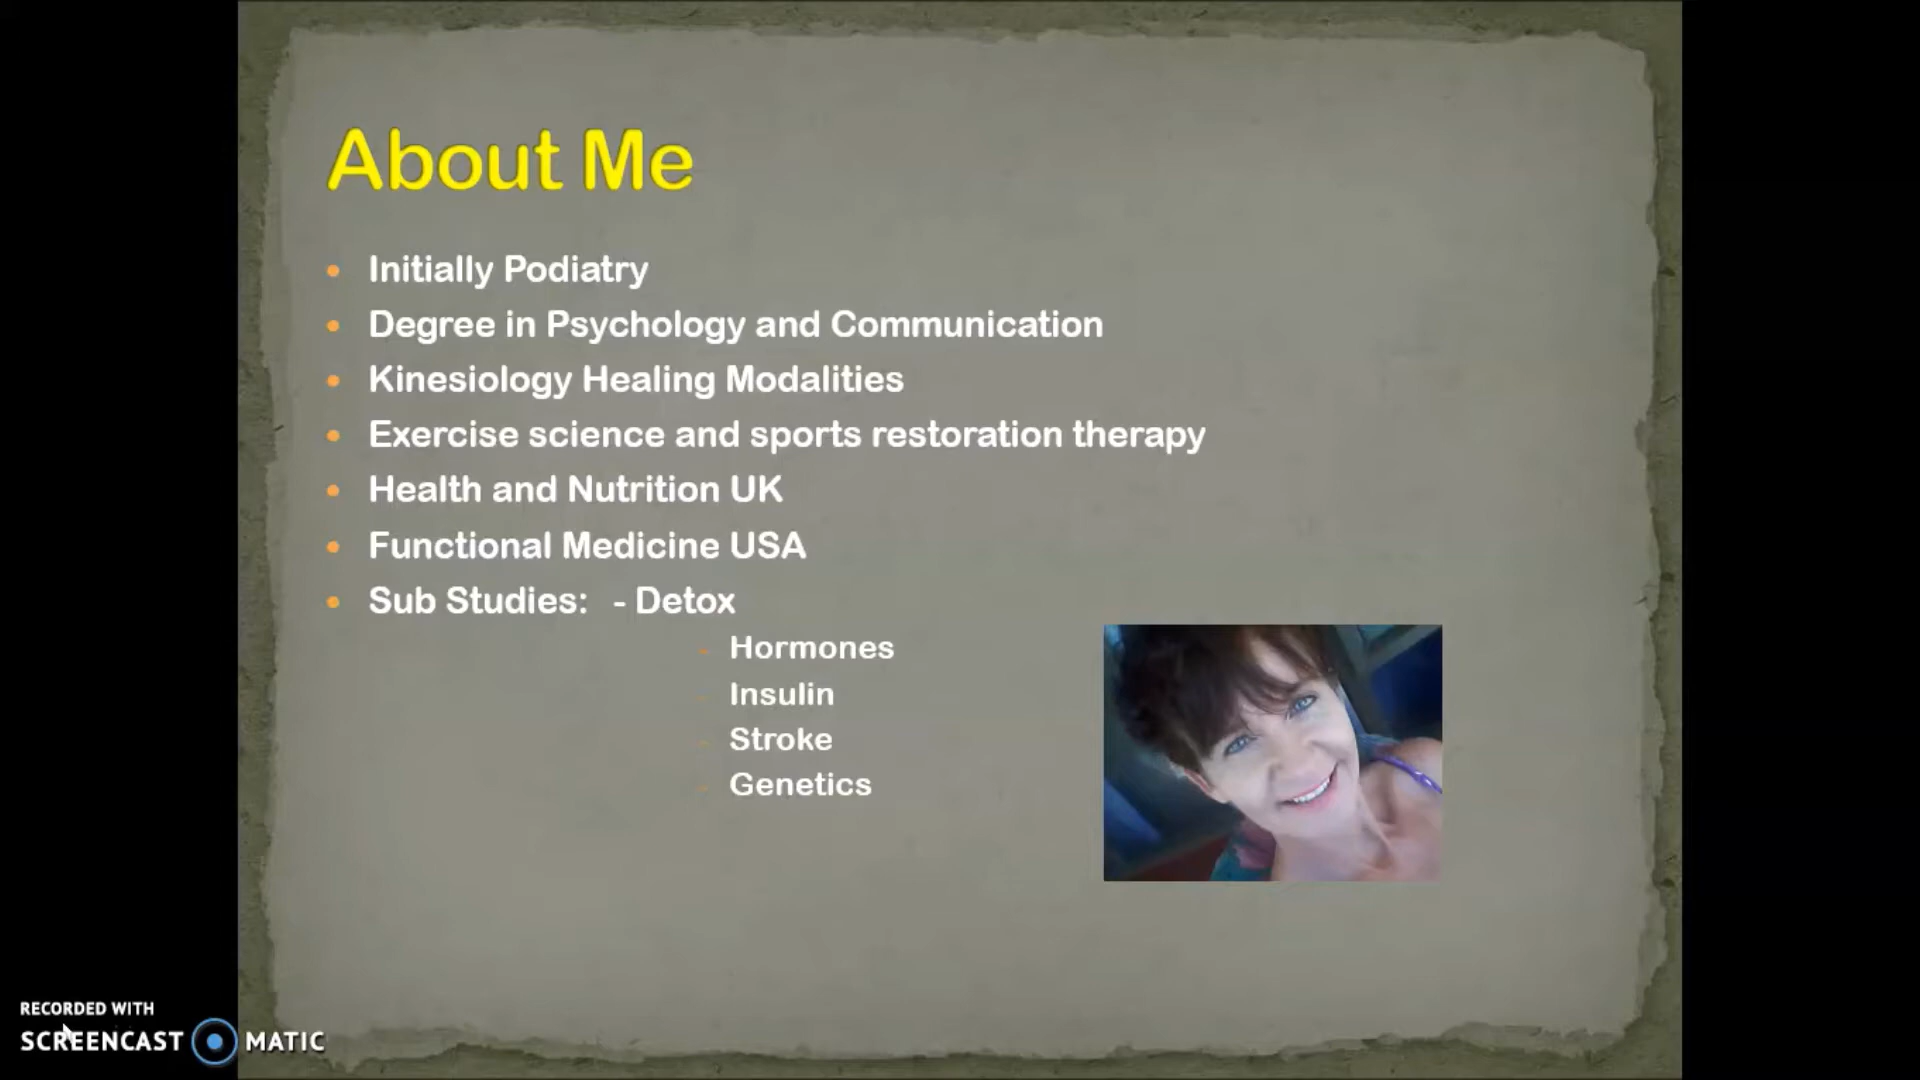 About Me
Initially Podiatry
Degree in Psychology and Communication
Kinesiology Healing Modalities
Exercise science and sports restoration therapy
Health and Nutrition UK
Functional Medicine USA
Sub Studies: - Detox
- Hormones
- Insulin
- Stroke
- Genetics
RECORDED WITH
SCREENCAST MATIC